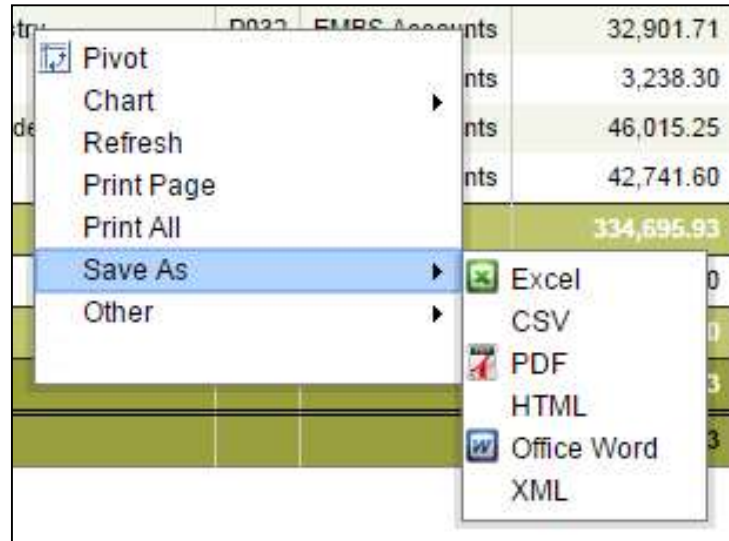 EMBS Accounts 32,901.71
Pivot
nts 3,238.30
Chart
nts 46,015.25
Refresh
Print Page
nts 42,741.60
Print All
334,695.93
Save As
Other
Excel
CSV
PDF
HTML
Office Word
XML